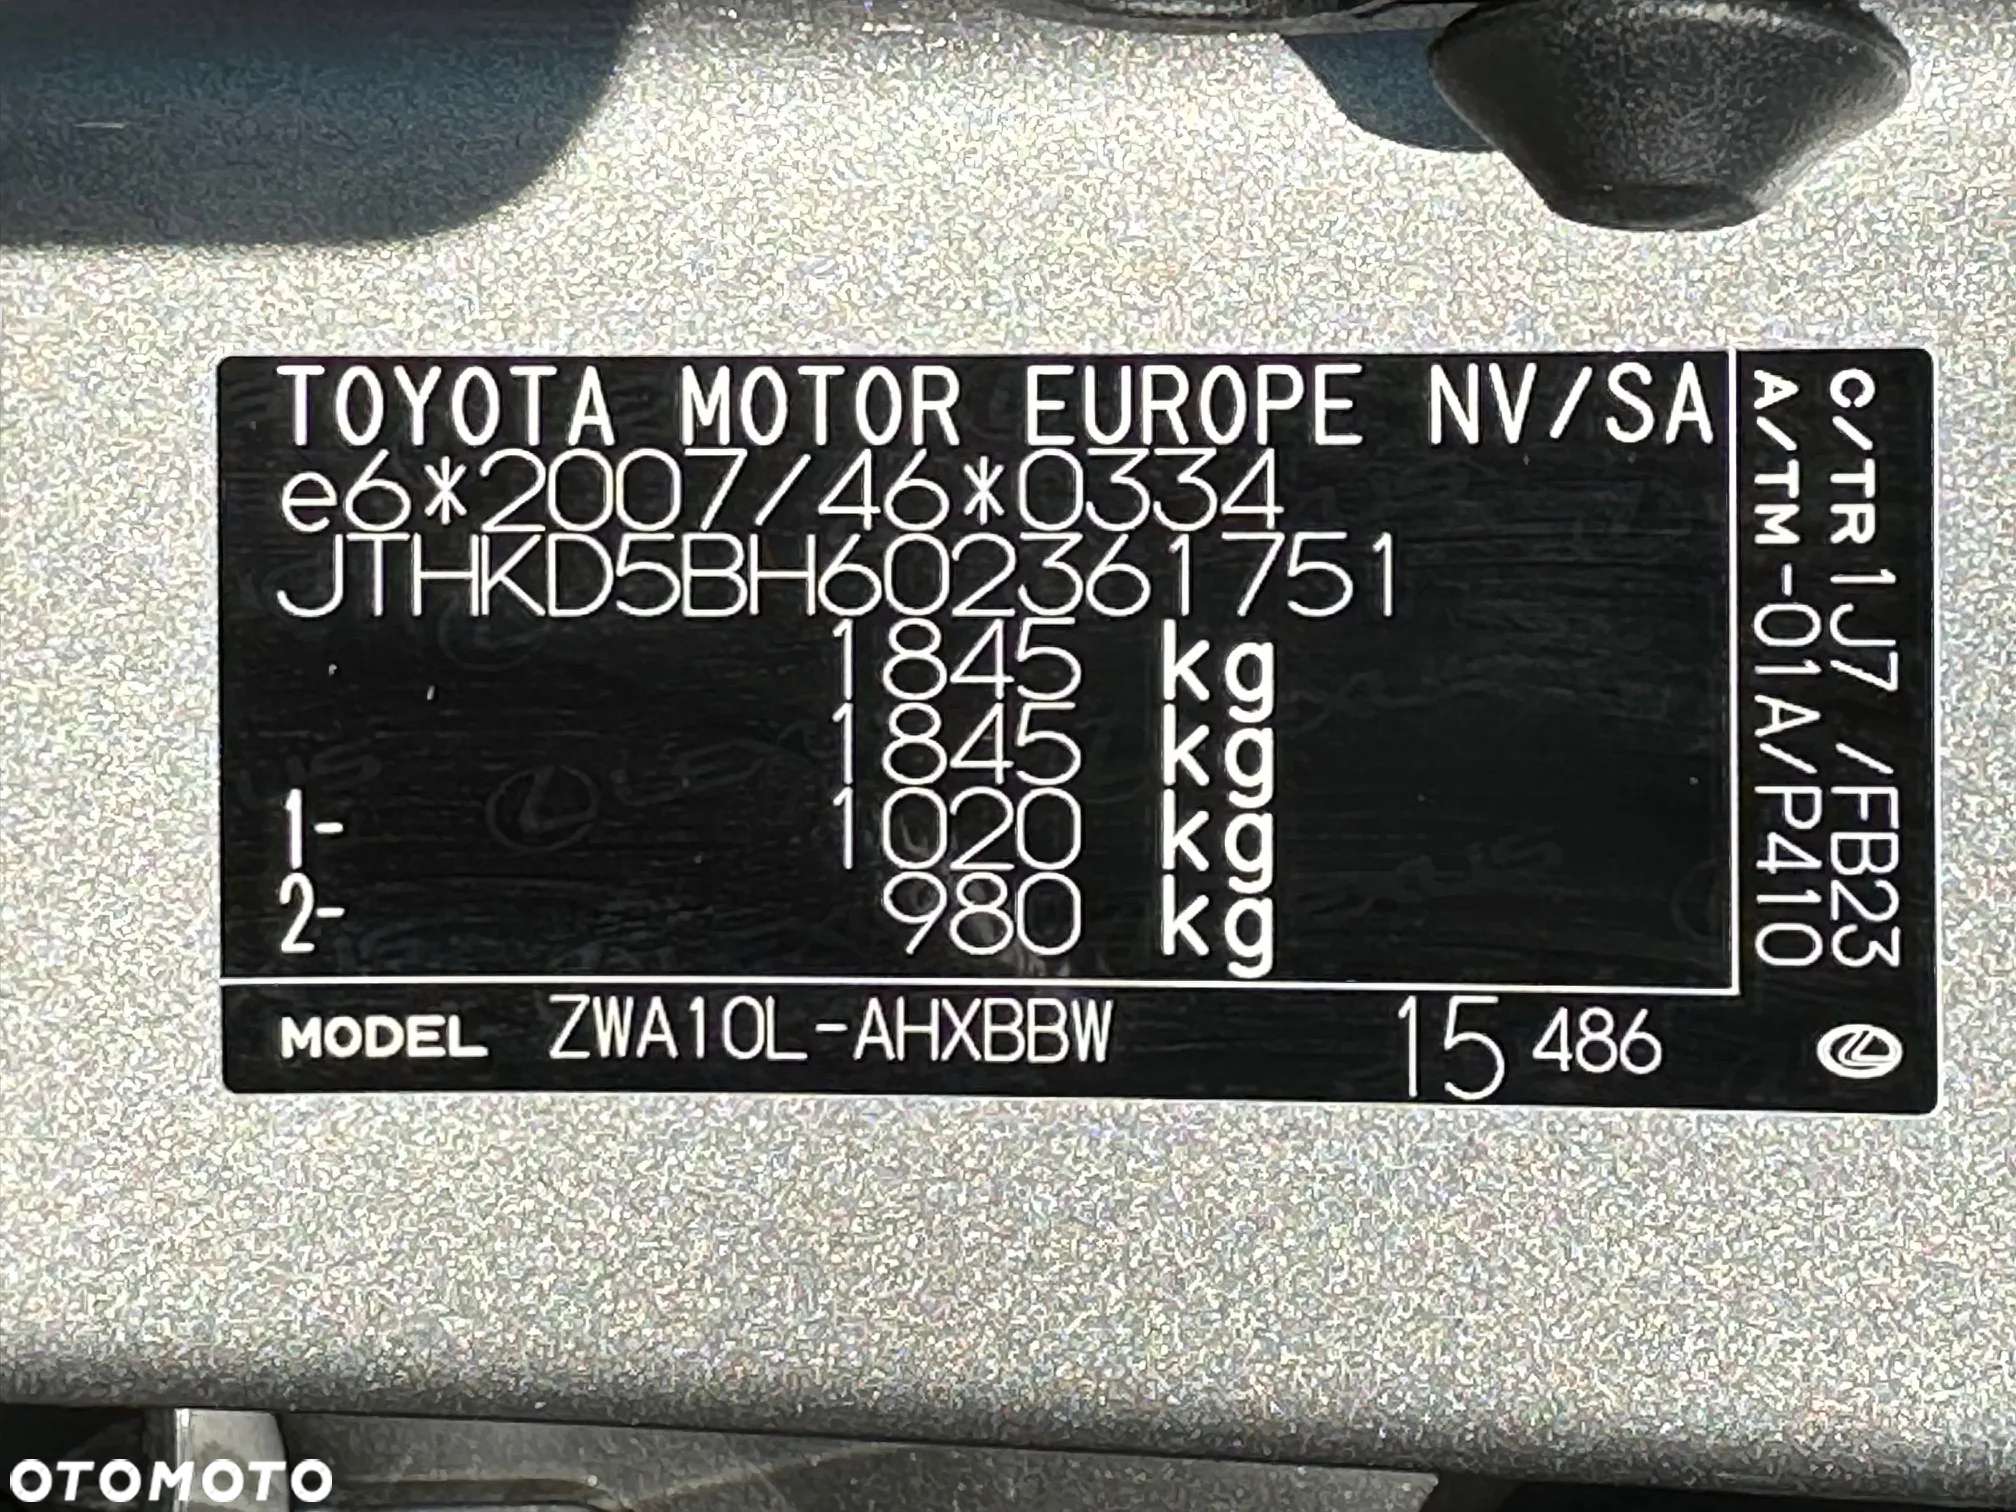 TOYOTA MOTOR EUROPE NV/SA
e6*2007/46*0334
JTHKD5BH602361751
1845 kg
1845 kg
1- 1020 kg
2- 980 kg
MODEL ZWA10L-AHXBBW 15 486
C/TR 1J7 /FB23
A/TM-01A/P410
OTOMOTO